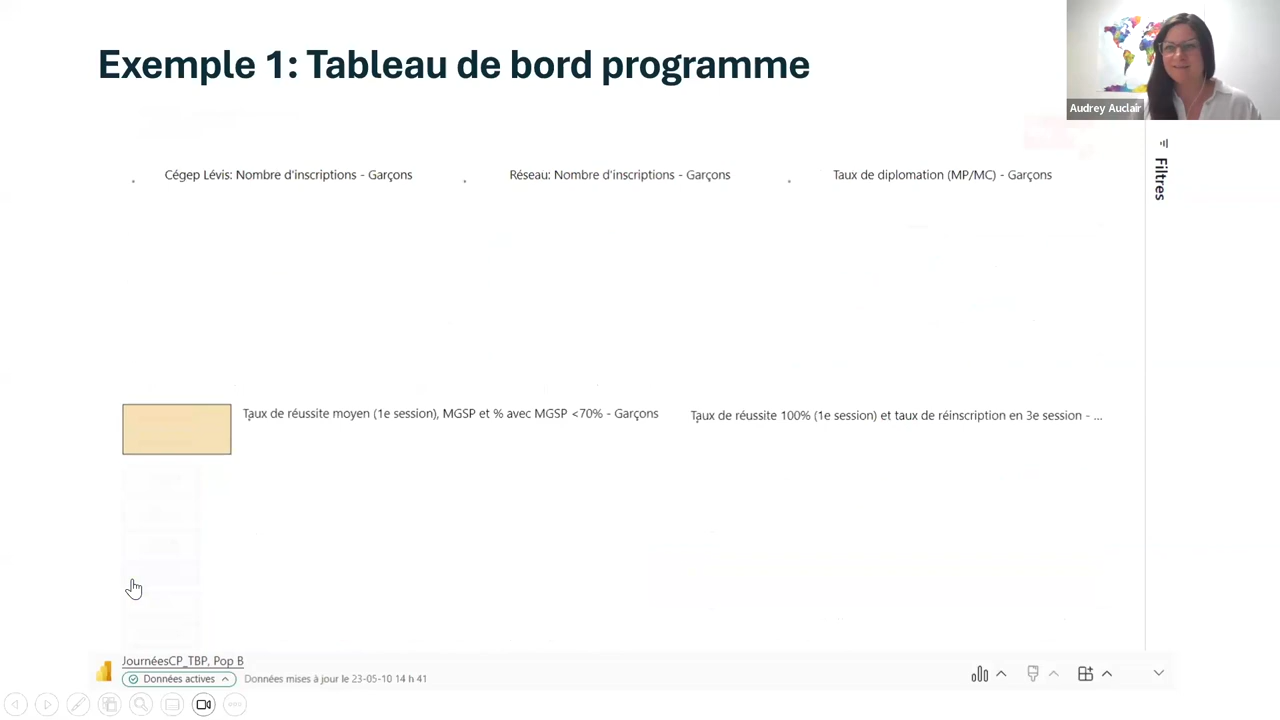 Exemple 1: Tableau de bord programme
Audrey Auclair
Filtres
Cégep Lévis: Nombre d'inscriptions - Garçons
Réseau: Nombre d'inscriptions - Garçons
Taux de diplomation (MP/MC) - Garçons
Taux de réussite moyen (1e session), MGSP et % avec MGSP <70% - Garçons
Taux de réussite 100% (1e session) et taux de réinscription en 3e session - ...
JournéesCP_TBP, Pop B
Données actives
Données mises à jour le 23-05-10 14 h 41